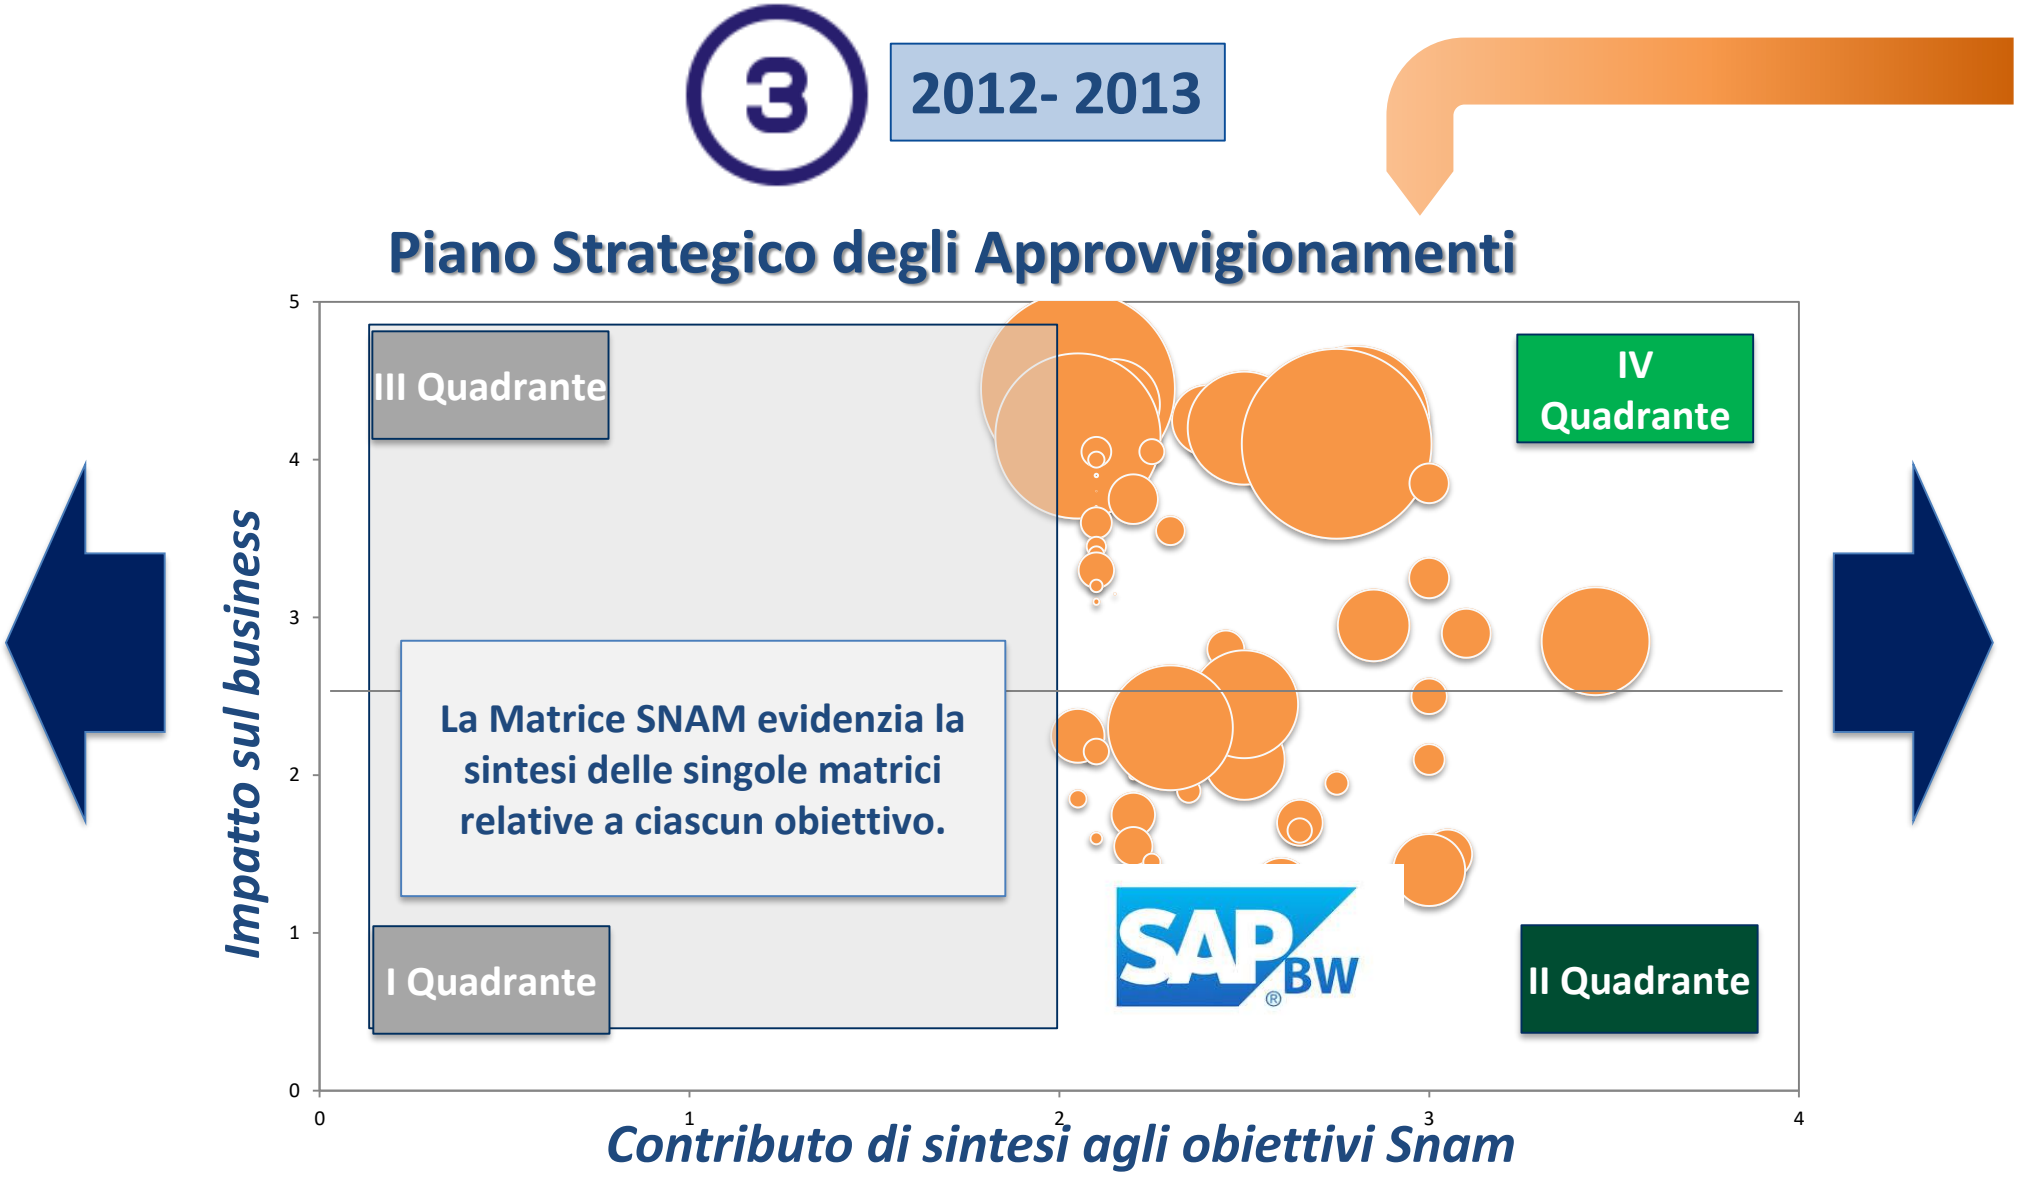 3
2012- 2013
Piano Strategico degli Approvvigionamenti
5
4
3
2
1
0
Impatto sul business
III Quadrante
IV
Quadrante
La Matrice SNAM evidenzia la
sintesi delle singole matrici
relative a ciascun obiettivo.
I Quadrante
SAP
® BW
II Quadrante
0
1
2
3
4
Contributo di sintesi agli obiettivi Snam